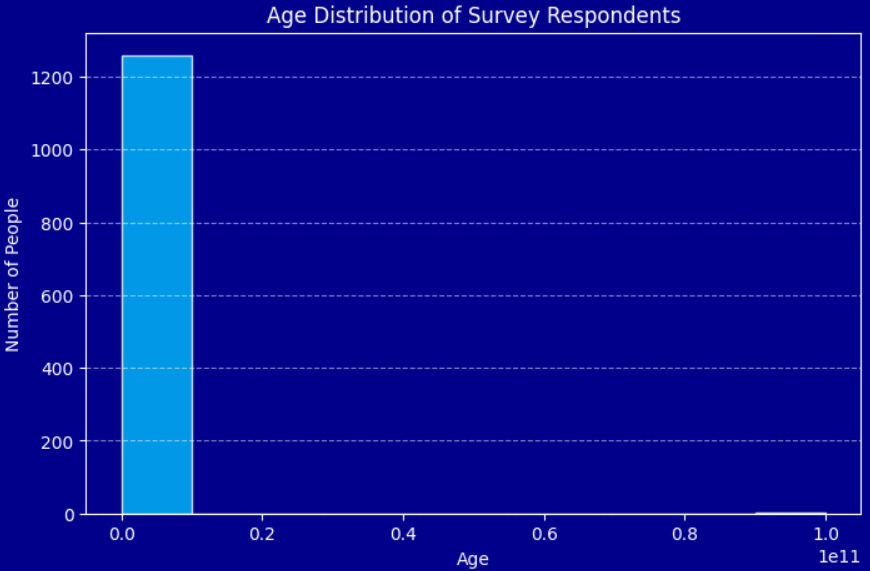 Age Distribution of Survey Respondents
1200
1000
800
600
400
200
0
Number of People
0.0 0.2 0.4 0.6 0.8 1.0
1e11
Age